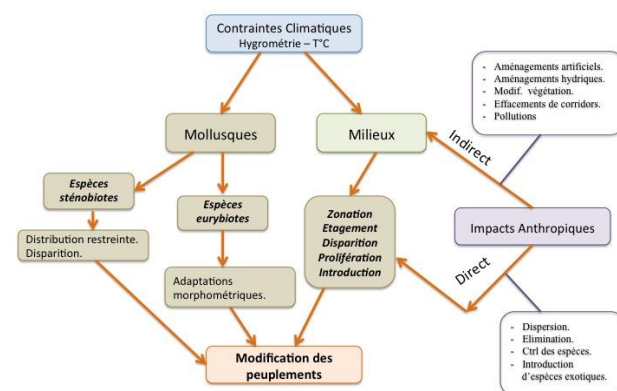 Contraintes Climatiques
Hygrométrie – T°C
- Aménagements artificiels.
- Aménagements hydriques.
- Modif. végétation.
- Effacements de corridors.
- Pollutions
Mollusques
Milieux
Indirect
Espèces
sténobiotes
Espèces
eurybiotes
Zonation
Etagement
Disparition
Prolifération
Introduction
Impacts Anthropiques
Distribution restreinte.
Disparition.
Direct
Adaptations
morphométriques.
Modification des
peuplements
- Dispersion.
- Elimination.
- Ctrl des espèces.
- Introduction
d'espèces exotiques.